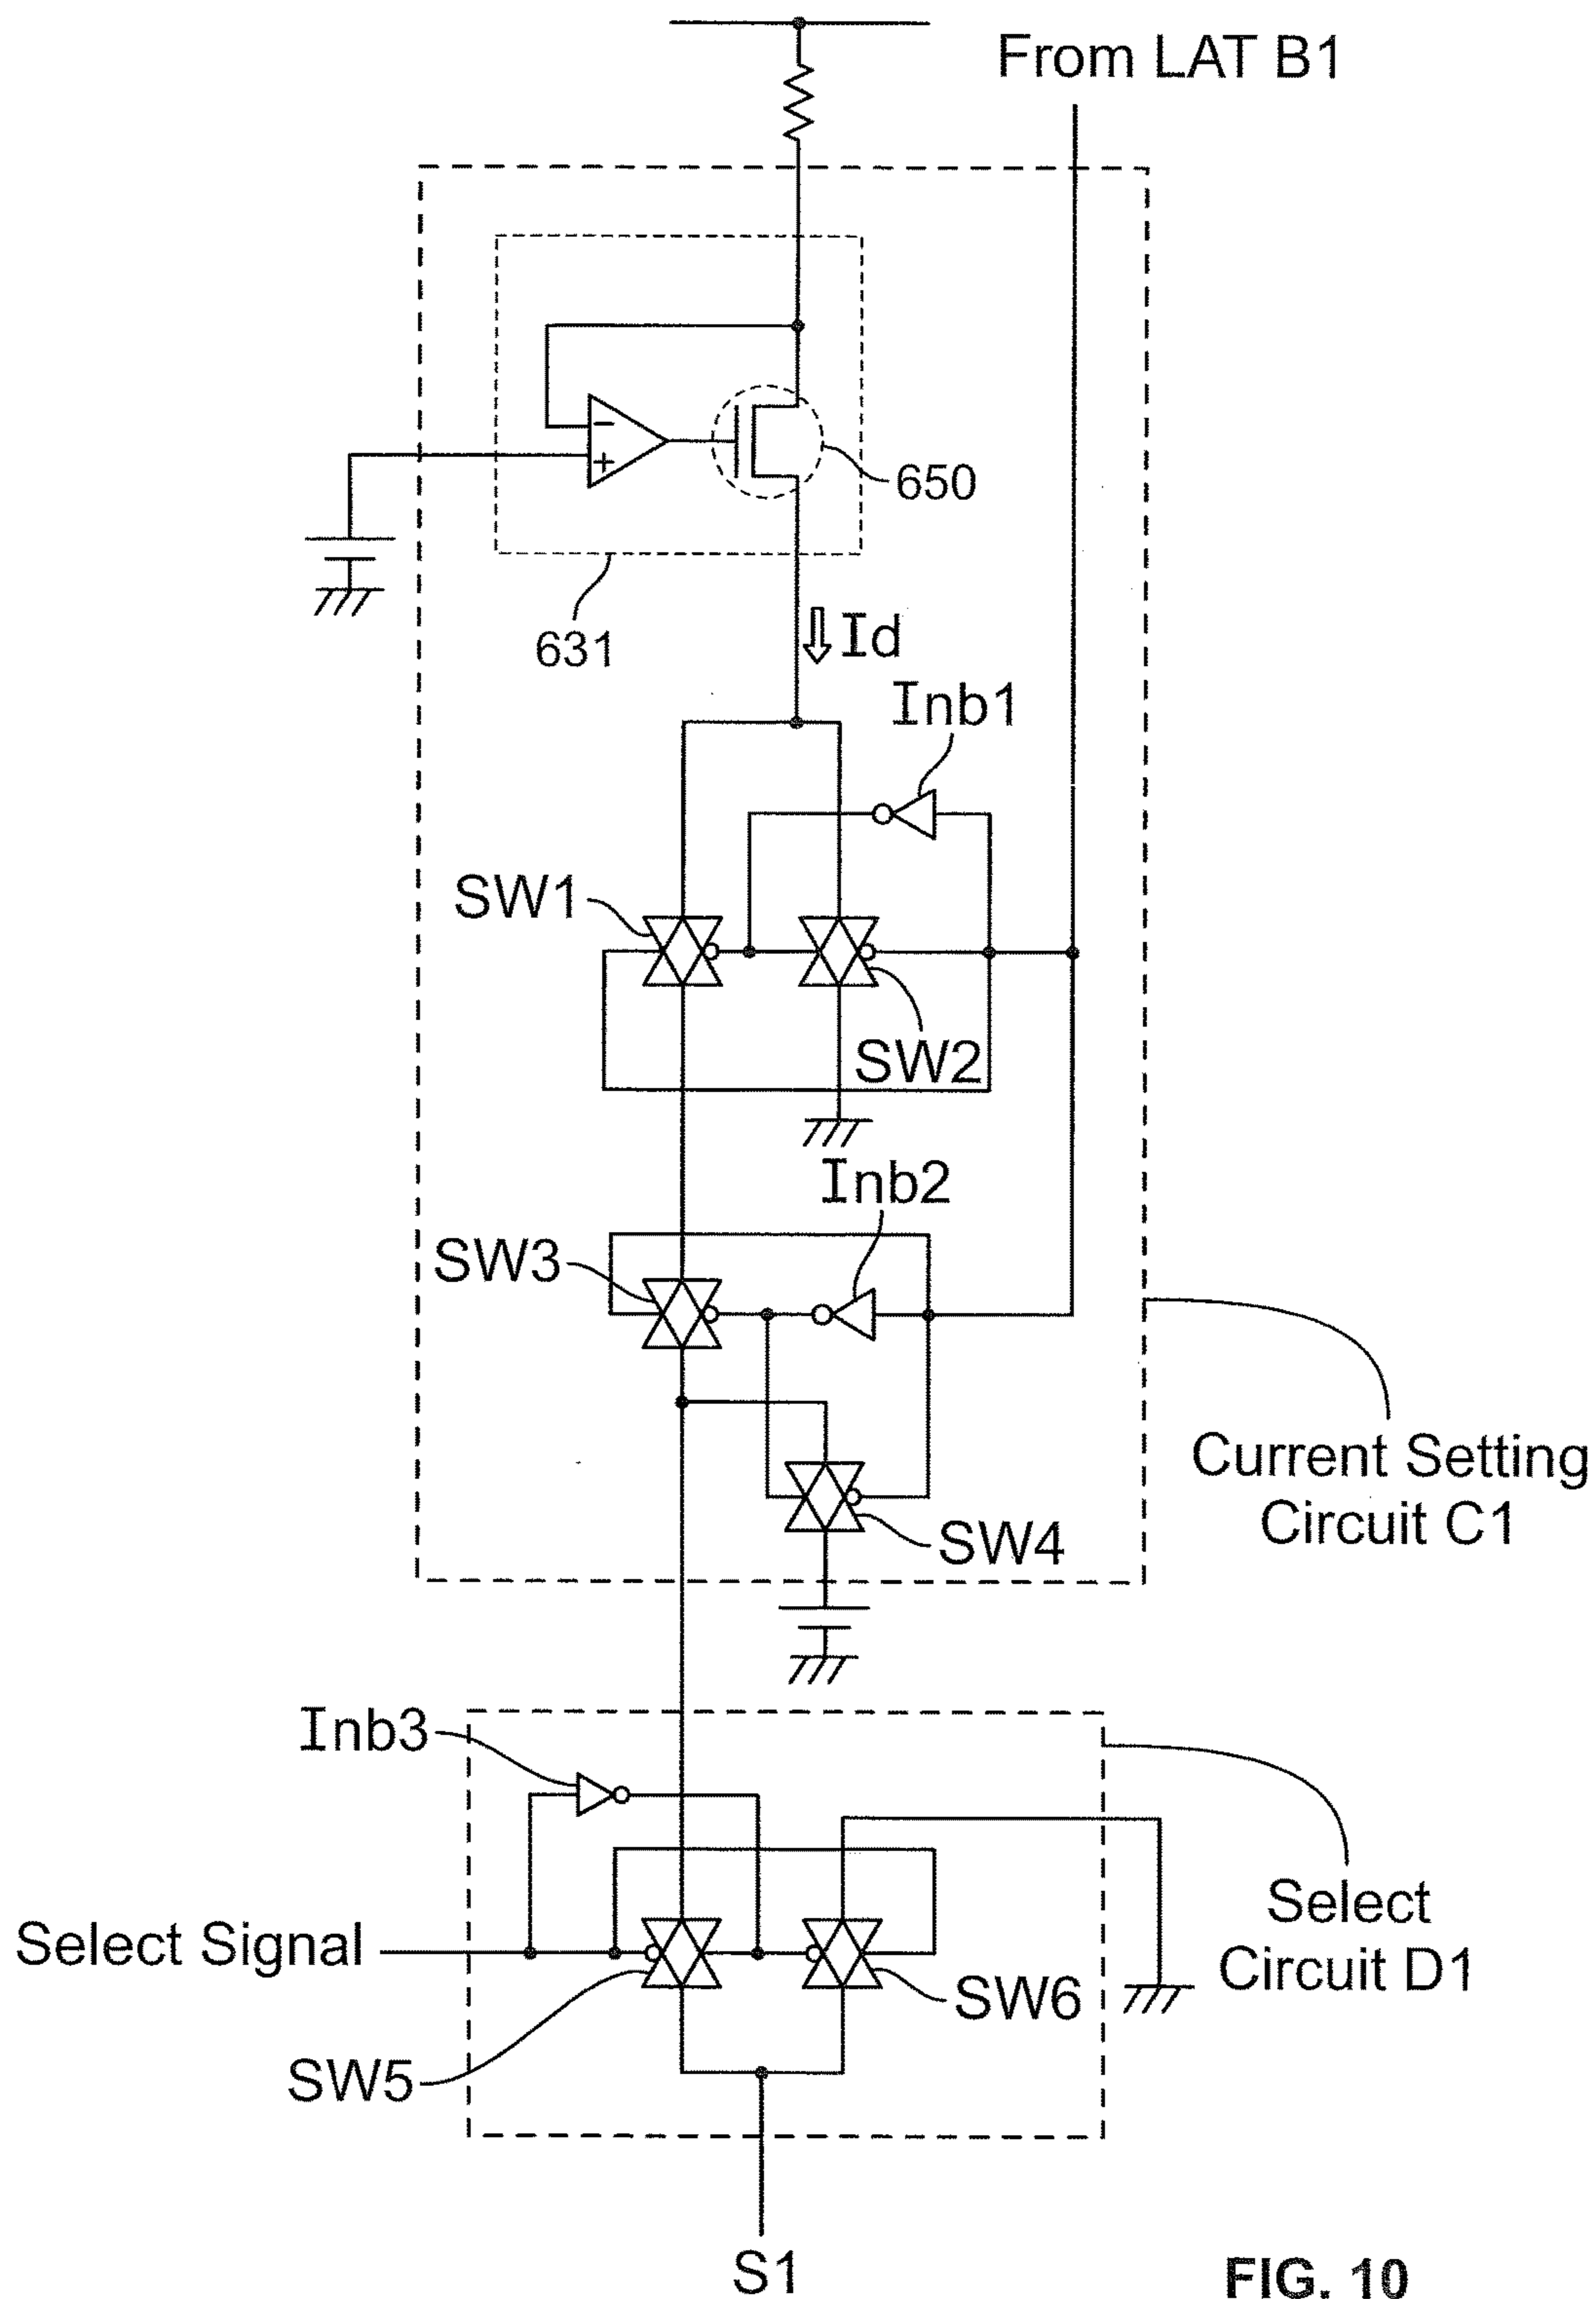 From LAT B1
-
+
650
631
Id
Inb1
SW1
SW2
Inb2
SW3
Current Setting
Circuit C1
SW4
Inb3
Select
Circuit D1
Select Signal
SW6
SW5
S1
FIG. 10